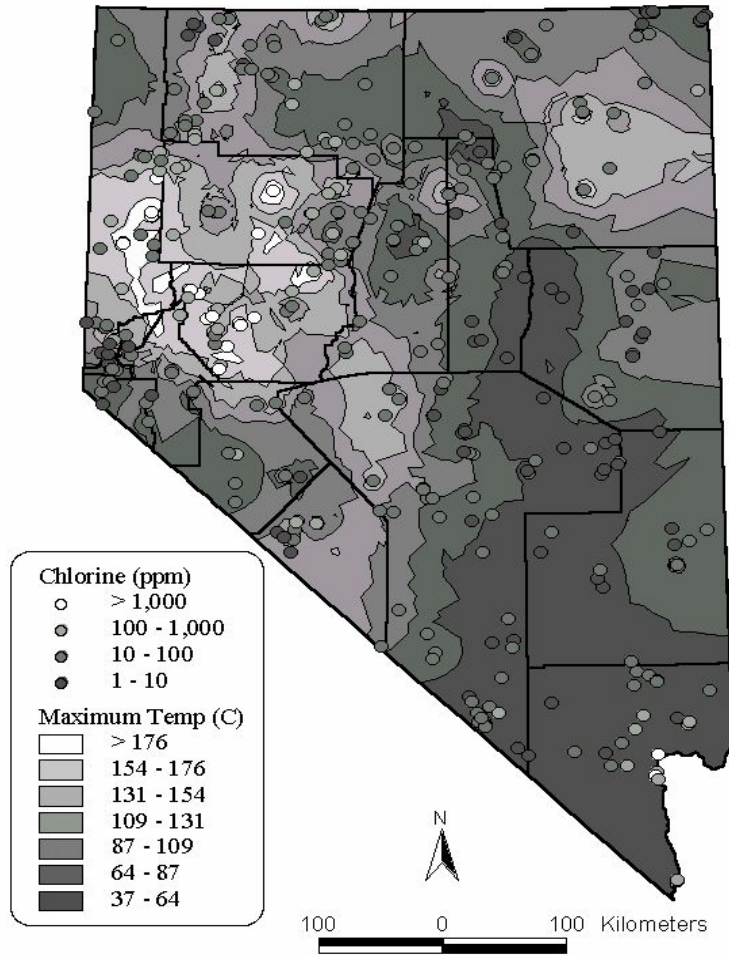 Chlorine (ppm)
> 1,000
100 - 1,000
10 - 100
1 - 10
Maximum Temp (C)
> 176
154 - 176
131 - 154
109 - 131
87 - 109
64 - 87
37 - 64
N
100 0 100 Kilometers